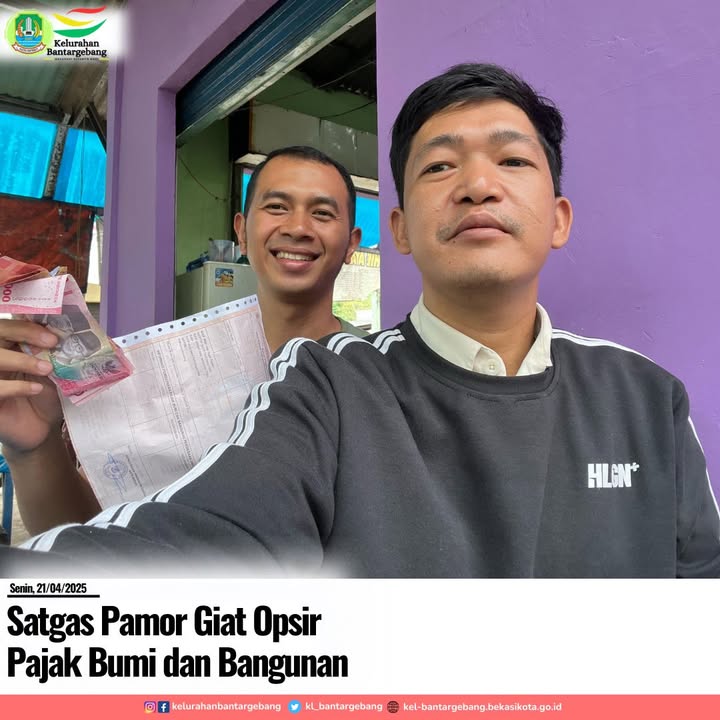 Kelurahan
Bantargebang
HLCN+
Senin, 21/04/2025
Satgas Pamor Giat Opsir
Pajak Bumi dan Bangunan
kelurahanbantargebang
kl_bantargebang
kel-bantargebang.bekasikota.go.id